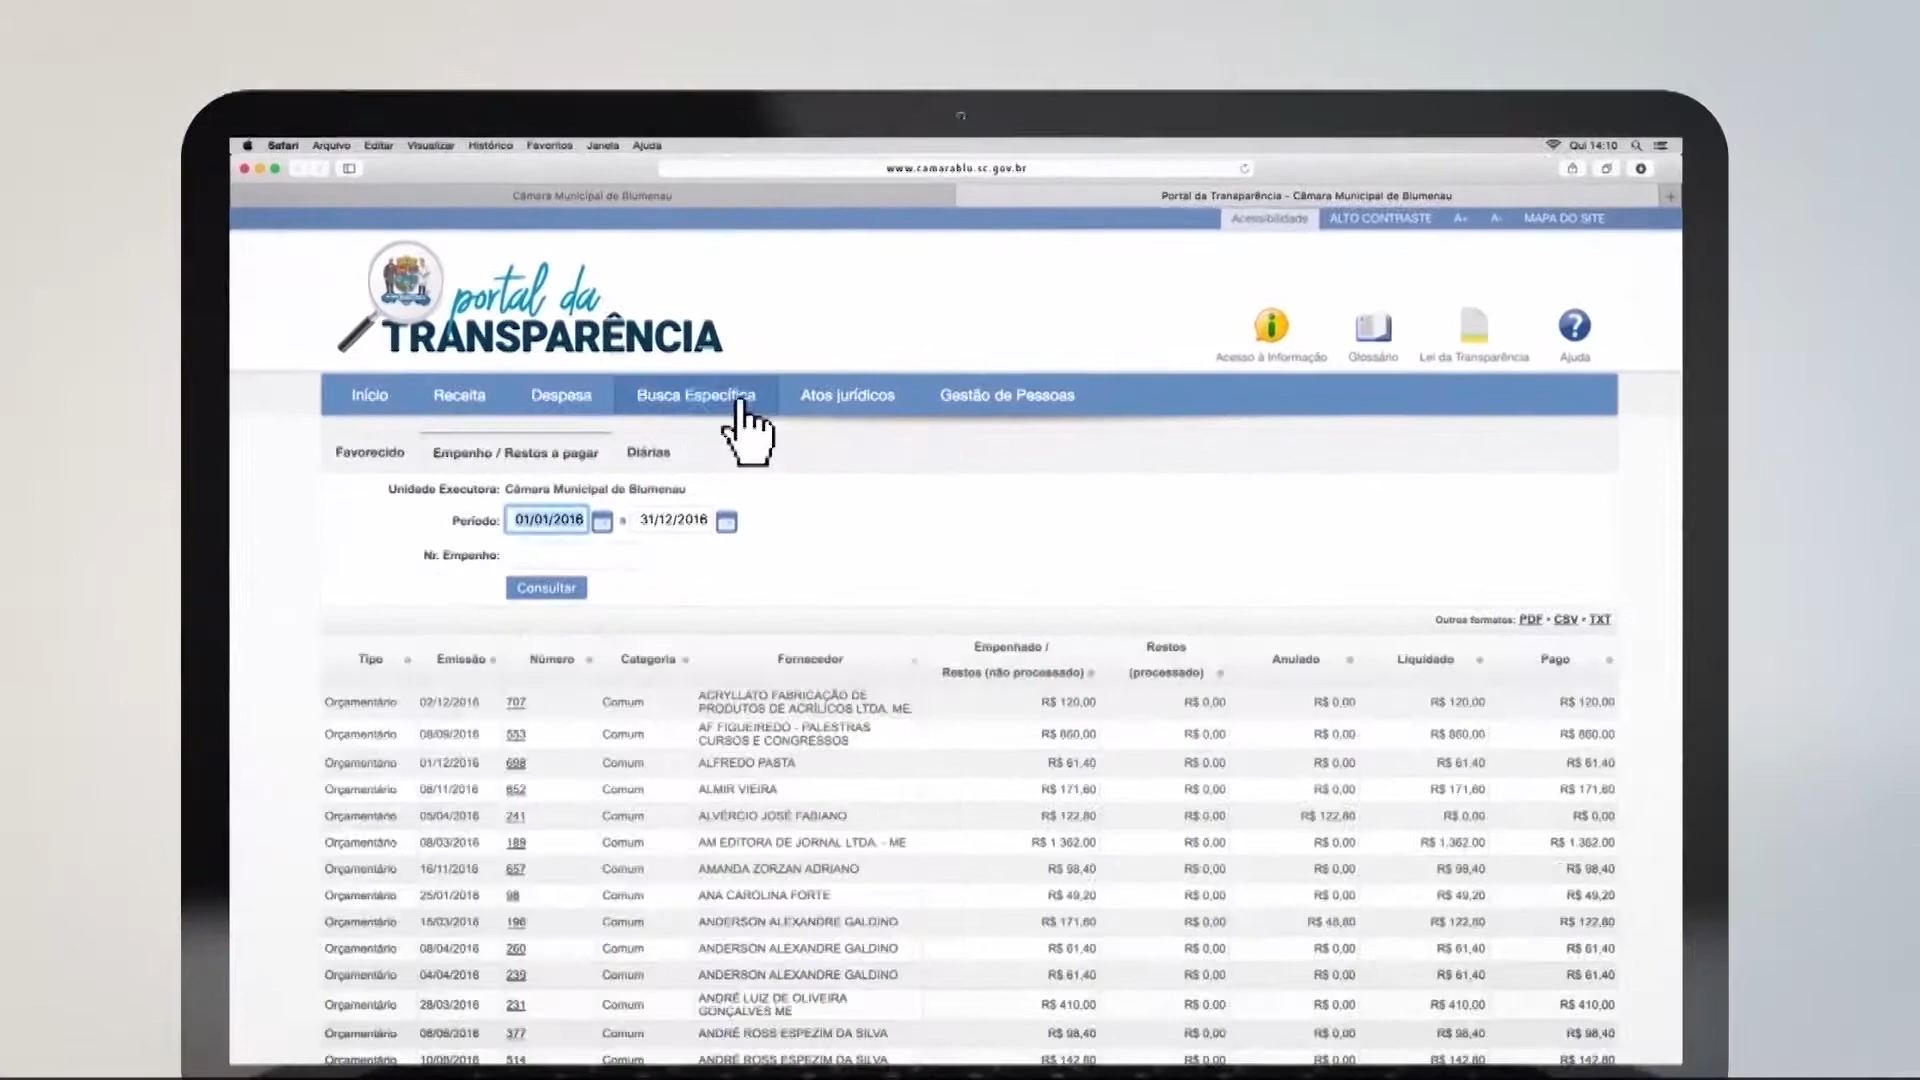 Safari Arquivo Editar Visualizar Histórico Favoritos Janela Ajuda Qui 14:10
www.camarablu.sc.gov.br
Câmara Municipal de Blumenau Portal da Transparência - Câmara Municipal de Blumenau
Acessibilidade ALTO CONTRASTE A+ A- MAPA DO SITE
portal da
TRANSPARÊNCIA
Acesso à Informação Glossário Lei da Transparência Ajuda
Início Receita Despesa Busca Específica Atos jurídicos Gestão de Pessoas
Favorecido Empenho / Restos a pagar Diárias
Unidade Executora: Câmara Municipal de Blumenau
Período: 01/01/2016 a 31/12/2016
Nr. Empenho:
Consultar
Outros formatos: PDF • CSV • TXT
Tipo Emissão Número Categoria Fornecedor Empenhado / Restos (não processado) Restos (processado) Anulado Liquidado Pago
Orçamentário 02/12/2016 707 Comum ACRYLLATO FABRICAÇÃO DE PRODUTOS DE ACRÍLICOS LTDA. ME. R$ 120,00 R$ 0,00 R$ 0,00 R$ 120,00 R$ 120,00
Orçamentário 08/09/2016 553 Comum AF FIGUEIREDO - PALESTRAS CURSOS E CONGRESSOS R$ 860,00 R$ 0,00 R$ 0,00 R$ 860,00 R$ 860,00
Orçamentário 01/12/2016 698 Comum ALFREDO PASTA R$ 61,40 R$ 0,00 R$ 0,00 R$ 61,40 R$ 61,40
Orçamentário 08/11/2016 652 Comum ALMIR VIEIRA R$ 171,60 R$ 0,00 R$ 0,00 R$ 171,60 R$ 171,60
Orçamentário 05/04/2016 241 Comum ALVÉRCIO JOSÉ FABIANO R$ 122,80 R$ 0,00 R$ 122,80 R$ 0,00 R$ 0,00
Orçamentário 08/03/2016 189 Comum AM EDITORA DE JORNAL LTDA. - ME R$ 1.362,00 R$ 0,00 R$ 0,00 R$ 1.362,00 R$ 1.362,00
Orçamentário 16/11/2016 657 Comum AMANDA ZORZAN ADRIANO R$ 98,40 R$ 0,00 R$ 0,00 R$ 98,40 R$ 98,40
Orçamentário 25/01/2016 98 Comum ANA CAROLINA FORTE R$ 49,20 R$ 0,00 R$ 0,00 R$ 49,20 R$ 49,20
Orçamentário 15/03/2016 196 Comum ANDERSON ALEXANDRE GALDINO R$ 171,60 R$ 0,00 R$ 48,80 R$ 122,80 R$ 122,80
Orçamentário 08/04/2016 260 Comum ANDERSON ALEXANDRE GALDINO R$ 61,40 R$ 0,00 R$ 0,00 R$ 61,40 R$ 61,40
Orçamentário 04/04/2016 239 Comum ANDERSON ALEXANDRE GALDINO R$ 61,40 R$ 0,00 R$ 0,00 R$ 61,40 R$ 61,40
Orçamentário 28/03/2016 231 Comum ANDRÉ LUIZ DE OLIVEIRA GONÇALVES ME R$ 410,00 R$ 0,00 R$ 0,00 R$ 410,00 R$ 410,00
Orçamentário 377 Comum ANDRÉ ROSS ESPEZIM DA SILVA R$ 98,40 R$ 0,00 R$ 0,00 R$ 98,40 R$ 98,40
Orçamentário 514 Comum ANDRÉ ROSS ESPEZIM DA SILVA R$ 142,80 R$ 0,00 R$ 0,00 R$ 142,80 R$ 142,80